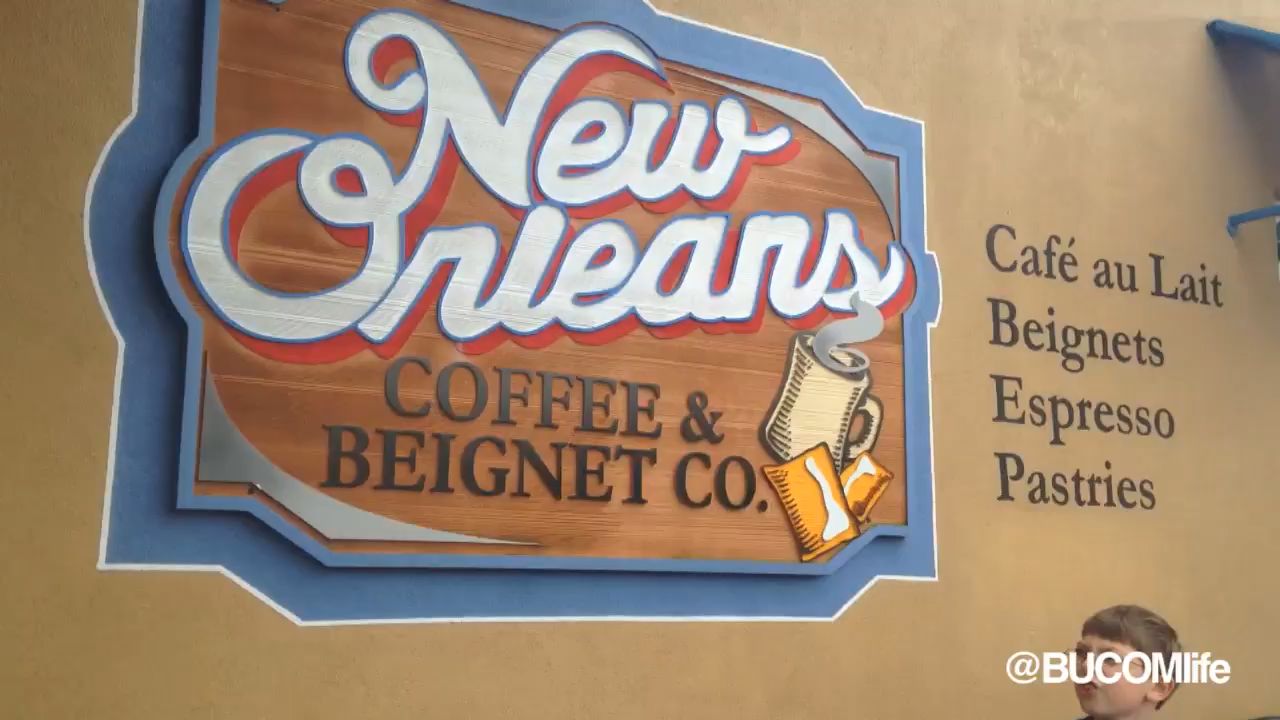 New
Orleans
COFFEE &
BEIGNET CO.
Café au Lait
Beignets
Espresso
Pastries
@BUCOMlife